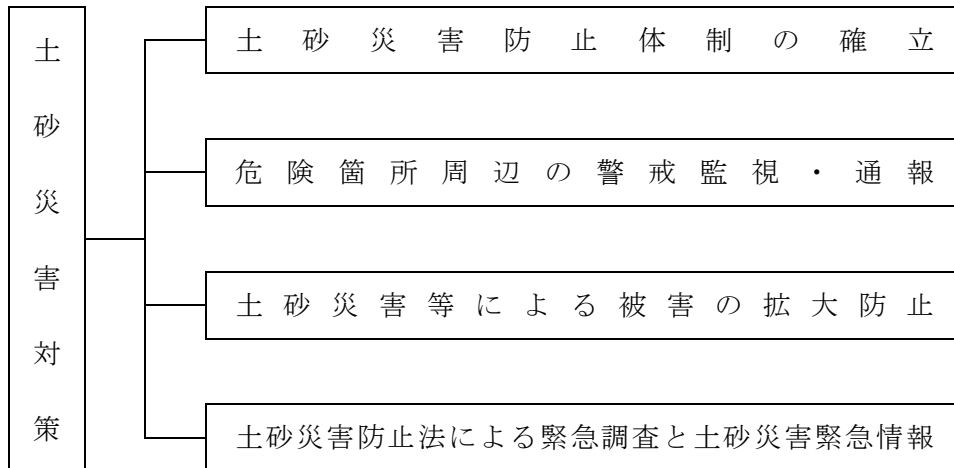 土砂災害対策
土砂災害防止体制の確立
危険箇所周辺の警戒監視・通報
土砂災害等による被害の拡大防止
土砂災害防止法による緊急調査と土砂災害緊急情報